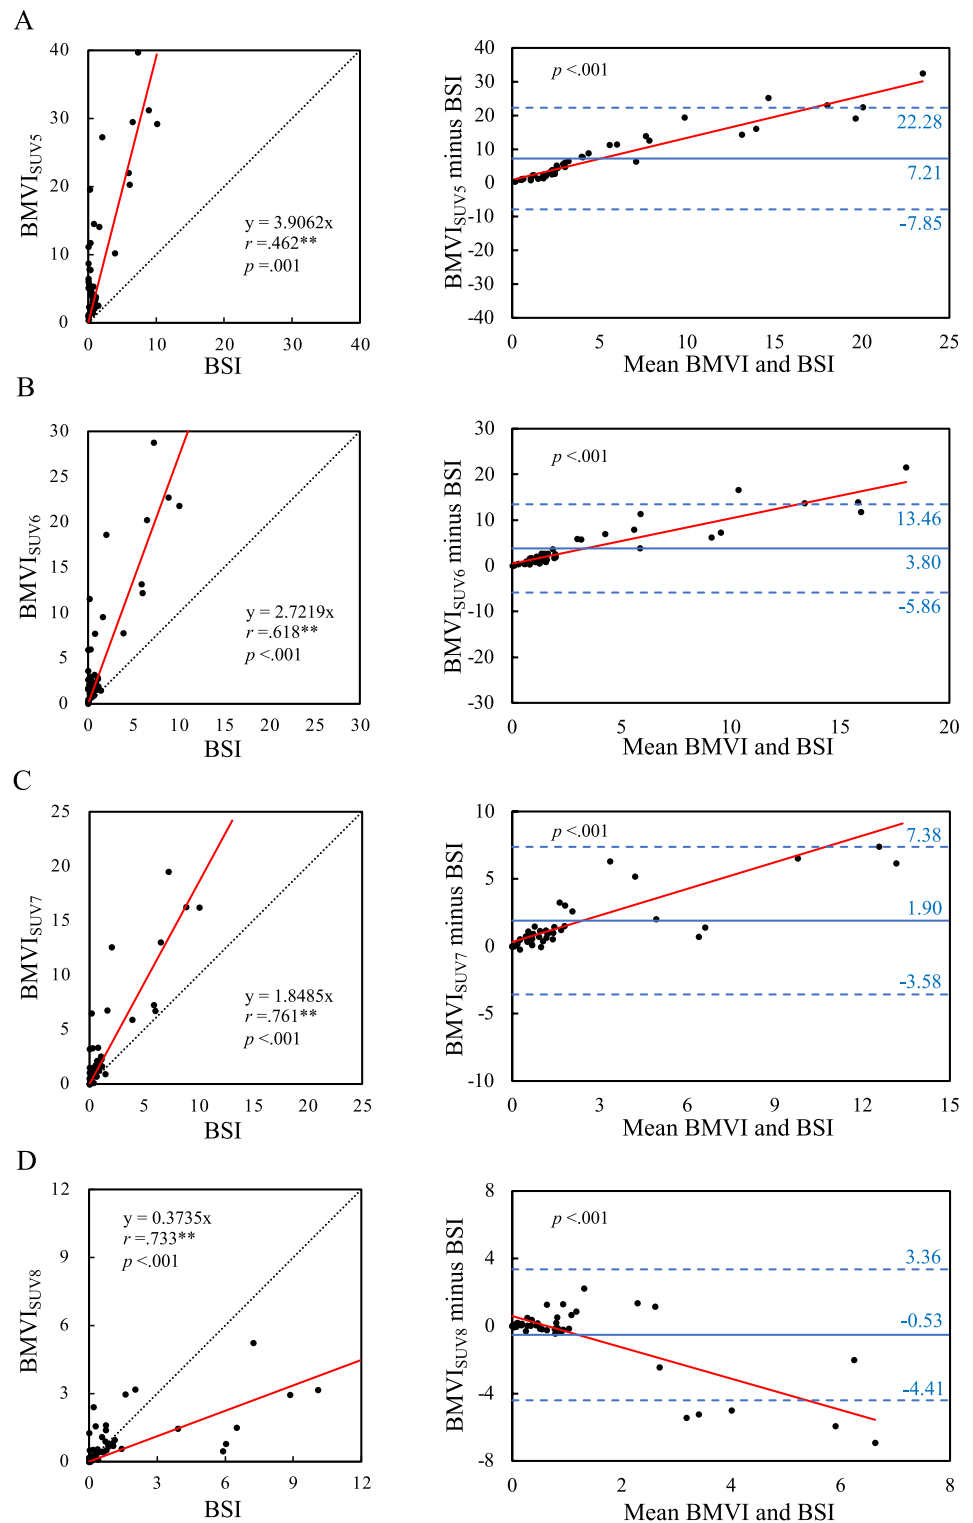 A
BMVISUV5
40
30
20
10
0
0
10
20
30
40
BSI
y = 3.9062x
r =.462**
p =.001
BMVISUV5 minus BSI
40
30
20
10
0
-10
-20
-30
-40
0
5
10
15
20
25
Mean BMVI and BSI
p <.001
22.28
7.21
-7.85
B
BMVISUV6
30
25
20
15
10
5
0
0
5
10
15
20
25
30
BSI
y = 2.7219x
r =.618**
p <.001
BMVISUV6 minus BSI
30
20
10
0
-10
-20
-30
0
5
10
15
20
Mean BMVI and BSI
p <.001
13.46
3.80
-5.86
C
BMVISUV7
25
20
15
10
5
0
0
5
10
15
20
25
BSI
y = 1.8485x
r =.761**
p <.001
BMVISUV7 minus BSI
10
5
0
-5
-10
0
3
6
9
12
15
Mean BMVI and BSI
p <.001
7.38
1.90
-3.58
D
BMVISUV8
12
9
6
3
0
0
3
6
9
12
BSI
y = 0.3735x
r =.733**
p <.001
BMVISUV8 minus BSI
8
4
0
-4
-8
0
2
4
6
8
Mean BMVI and BSI
p <.001
3.36
-0.53
-4.41